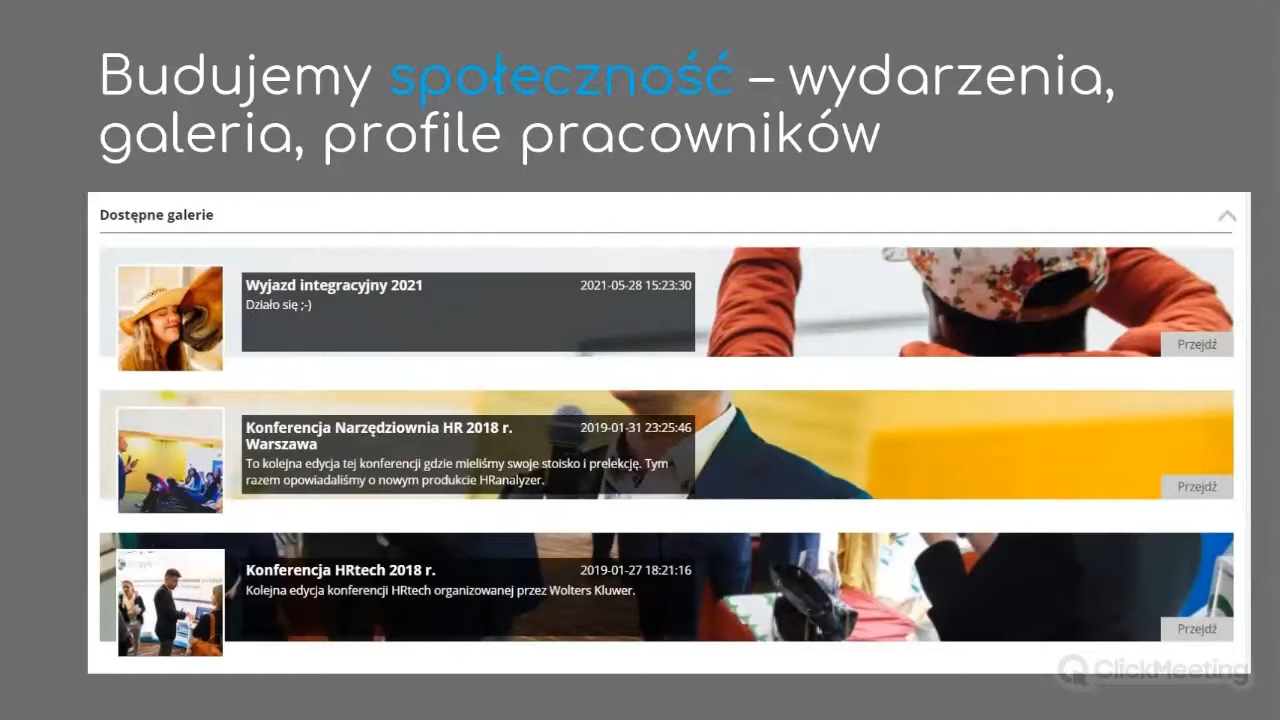 Budujemy społeczność – wydarzenia,
galeria, profile pracowników
Dostępne galerie
Wyjazd integracyjny 2021 2021-05-28 15:23:30
Działo się ;-)
Przejdź
Konferencja Narzędziownia HR 2018 r. 2019-01-31 23:25:46
Warszawa
To kolejna edycja tej konferencji gdzie mieliśmy swoje stoisko i prelekcję. Tym
razem opowiadaliśmy o nowym produkcie HRanalyzer.
Przejdź
Konferencja HRtech 2018 r. 2019-01-27 18:21:16
Kolejna edycja konferencji HRtech organizowanej przez Wolters Kluwer.
Przejdź
ClickMeeting